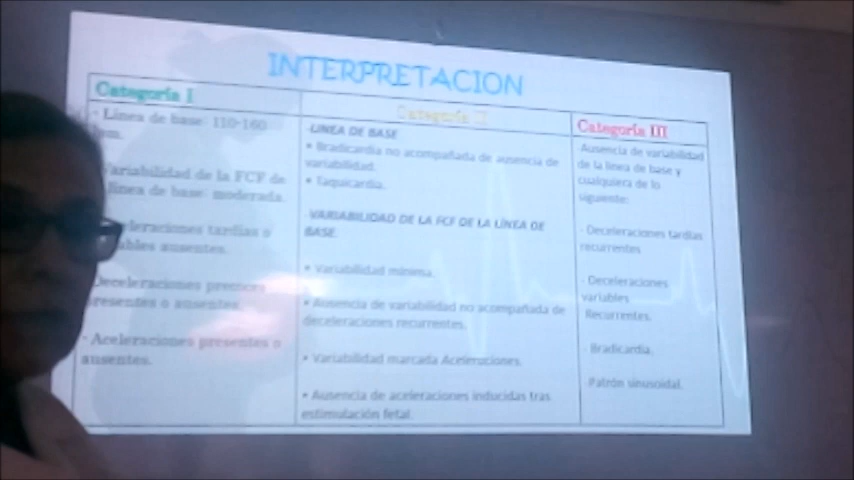 INTERPRETACION
Categoría I
- Línea de base: 110-160
lpm.
Variabilidad de la FCF de
línea de base: moderada.
tardías o
ausentes.
Deceleraciones precoces
presentes o ausentes.
- Aceleraciones presentes o
ausentes.
Categoría II
-LINEA DE BASE
• Bradicardia no acompañada de ausencia de
variabilidad.
• Taquicardia.
-VARIABILIDAD DE LA FCF DE LA LÍNEA DE
BASE.
• Variabilidad mínima.
• Ausencia de variabilidad no acompañada de
deceleraciones recurrentes.
• Variabilidad marcada Aceleraciones.
• Ausencia de aceleraciones inducidas tras
estimulación fetal.
Categoría III
-Ausencia de variabilidad
de la línea de base y
cualquiera de lo
siguiente:
- Deceleraciones tardías
recurrentes
- Deceleraciones
variables
Recurrentes.
- Bradicardia.
-Patrón sinusoidal.